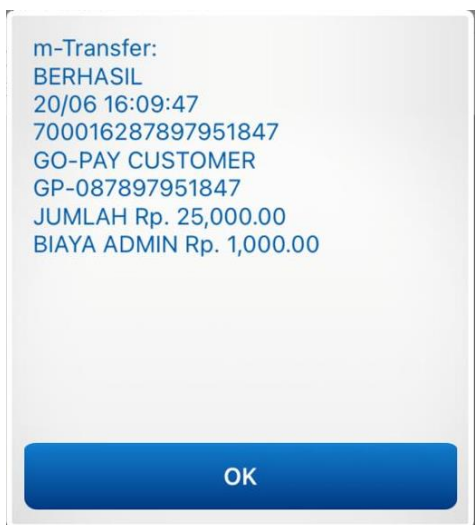 m-Transfer:
BERHASIL
20/06 16:09:47
700016287897951847
GO-PAY CUSTOMER
GP-087897951847
JUMLAH Rp. 25,000.00
BIAYA ADMIN Rp. 1,000.00
OK